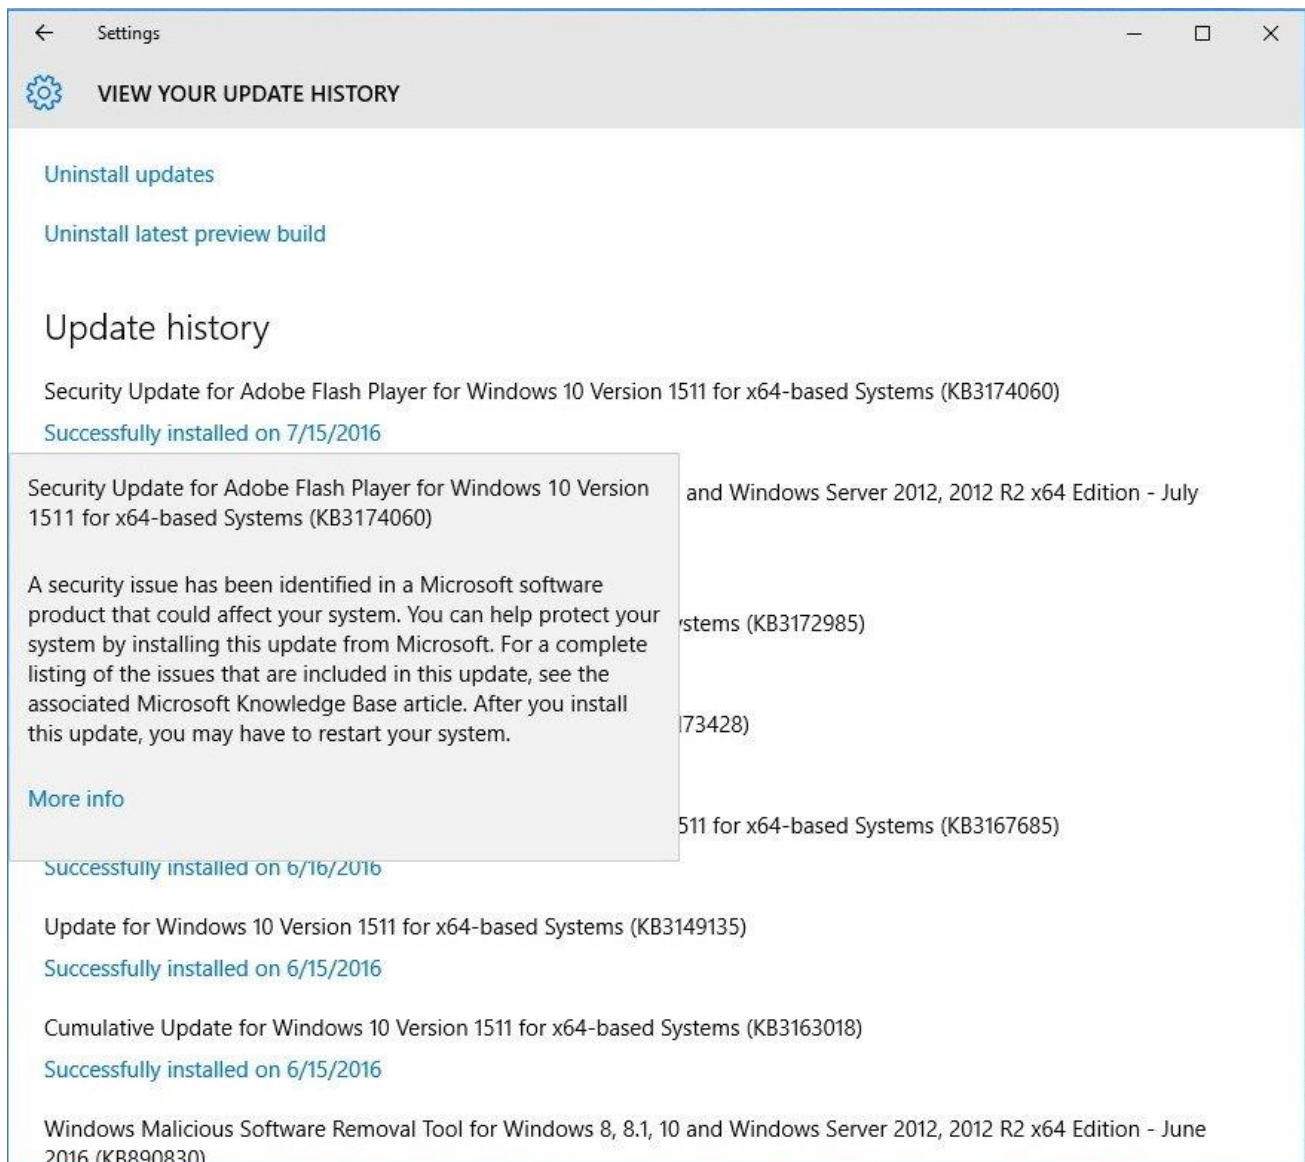 Settings
VIEW YOUR UPDATE HISTORY
Uninstall updates
Uninstall latest preview build
Update history
Security Update for Adobe Flash Player for Windows 10 Version 1511 for x64-based Systems (KB3174060)
Successfully installed on 7/15/2016
Security Update for Adobe Flash Player for Windows 10 Version
1511 for x64-based Systems (KB3174060)
A security issue has been identified in a Microsoft software
product that could affect your system. You can help protect your
system by installing this update from Microsoft. For a complete
listing of the issues that are included in this update, see the
associated Microsoft Knowledge Base article. After you install
this update, you may have to restart your system.
More info
and Windows Server 2012, 2012 R2 x64 Edition - July
stems (KB3172985)
73428)
511 for x64-based Systems (KB3167685)
Successfully installed on 6/16/2016
Update for Windows 10 Version 1511 for x64-based Systems (KB3149135)
Successfully installed on 6/15/2016
Cumulative Update for Windows 10 Version 1511 for x64-based Systems (KB3163018)
Successfully installed on 6/15/2016
Windows Malicious Software Removal Tool for Windows 8, 8.1, 10 and Windows Server 2012, 2012 R2 x64 Edition - June
2016 (KB890830)